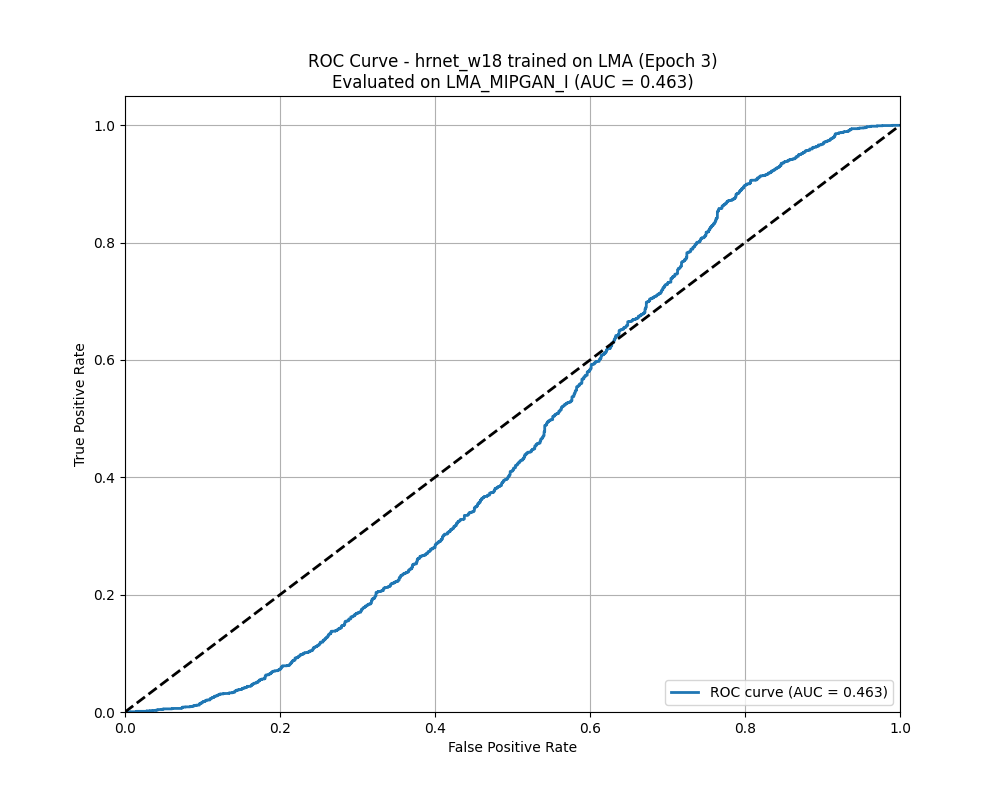 ROC Curve - hrnet_w18 trained on LMA (Epoch 3)
Evaluated on LMA_MIPGAN_I (AUC = 0.463)
True Positive Rate
1.0
0.8
0.6
0.4
0.2
0.0
0.0 0.2 0.4 0.6 0.8 1.0
False Positive Rate
ROC curve (AUC = 0.463)